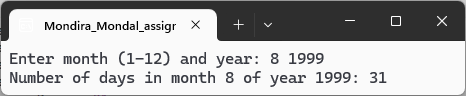 Mondira_Mondal_assigr
Enter month (1-12) and year: 8 1999
Number of days in month 8 of year 1999: 31